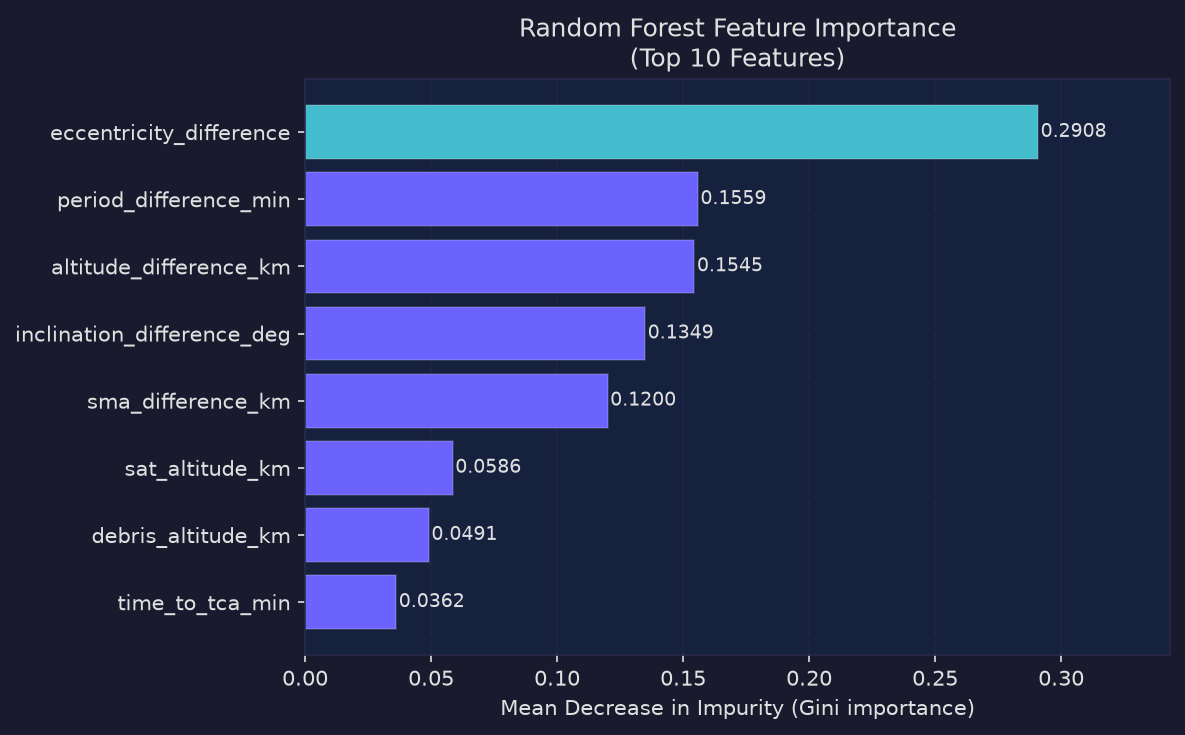 Random Forest Feature Importance
(Top 10 Features)
eccentricity_difference 0.2908
period_difference_min 0.1559
altitude_difference_km 0.1545
inclination_difference_deg 0.1349
sma_difference_km 0.1200
sat_altitude_km 0.0586
debris_altitude_km 0.0491
time_to_tca_min 0.0362
0.00 0.05 0.10 0.15 0.20 0.25 0.30
Mean Decrease in Impurity (Gini importance)